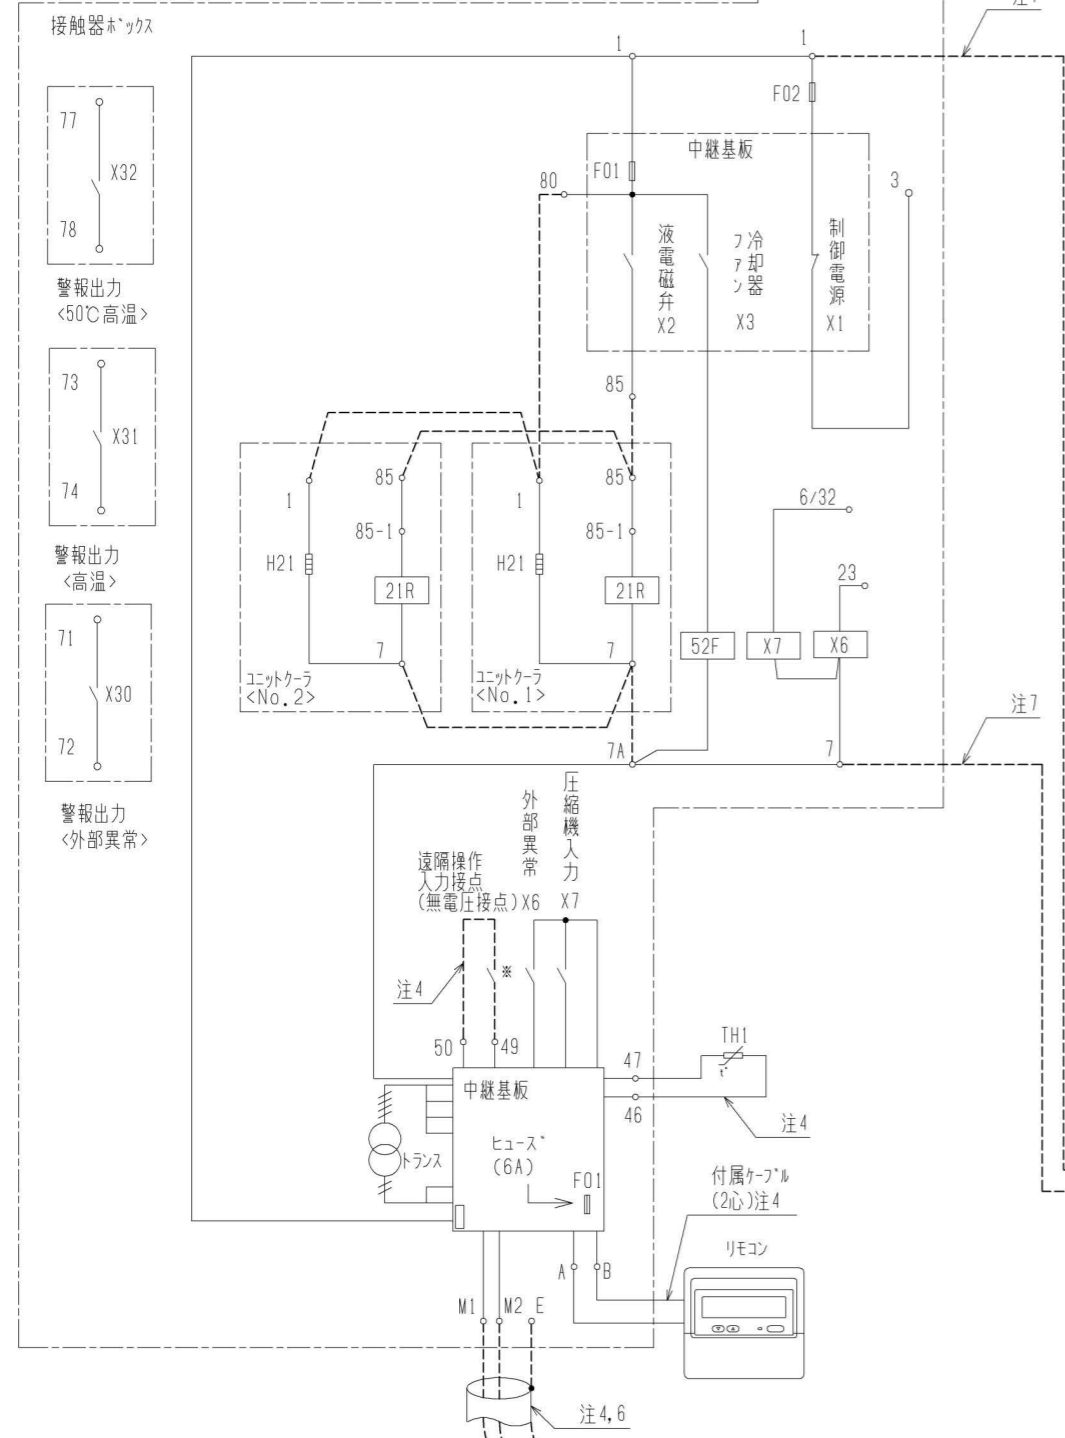 接触器ボックス
77
X32
78
警報出力
<50℃高温>
73
X31
74
警報出力
<高温>
71
X30
72
警報出力
<外部異常>
1
1
F02
中継基板
F01
80
3
液電磁弁
X2
冷却器
ファン
X3
制御電源
X1
85
1
85
85-1
H21
21R
7
ユニットクーラ
<No.2>
1
85
85-1
H21
21R
7
ユニットクーラ
<No.1>
6/32
23
52F
X7
X6
7A
7
注7
外部異常
X6
圧縮機入力
X7
遠隔操作
入力接点
(無電圧接点)
※
注4
50
49
47
46
TH1
t°
注4
中継基板
ヒューズ
(6A)
F01
トランス
付属ケーブル
(2心)注4
リモコン
A
B
M1
M2
E
注4,6